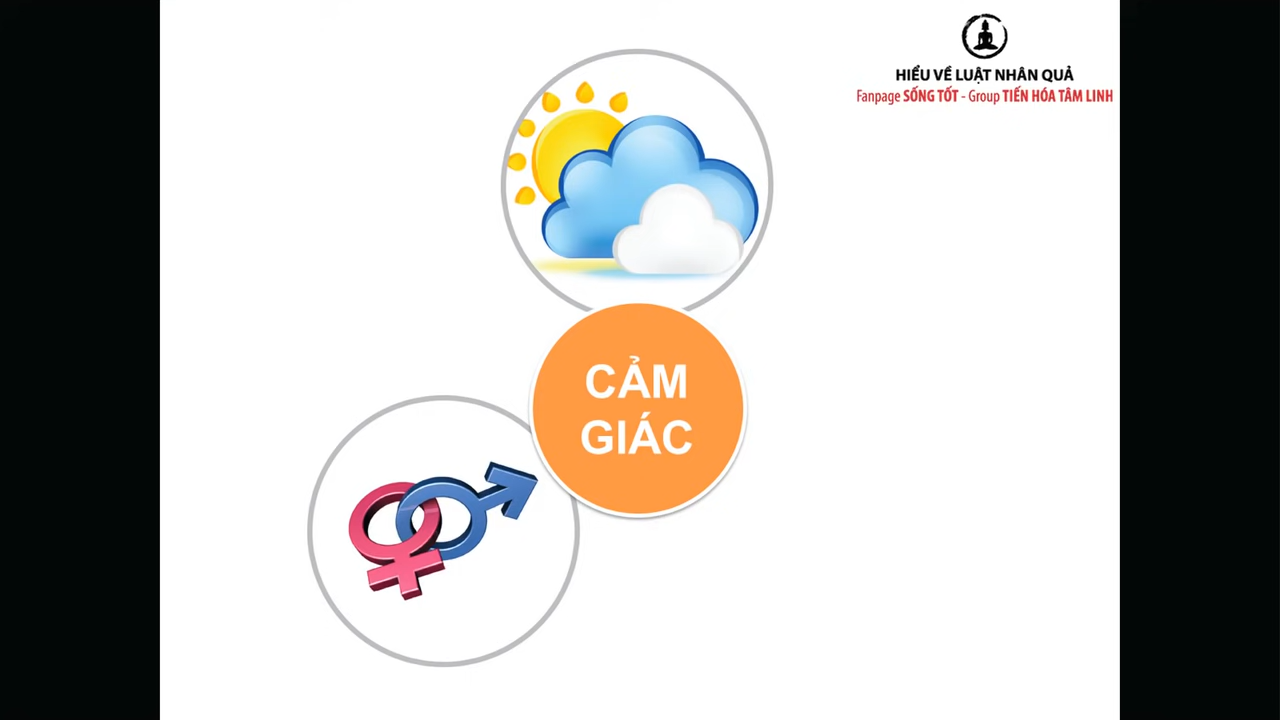 HIỂU VỀ LUẬT NHÂN QUẢ
Fanpage SỐNG TỐT - Group TIẾN HÓA TÂM LINH
CẢM
GIÁC